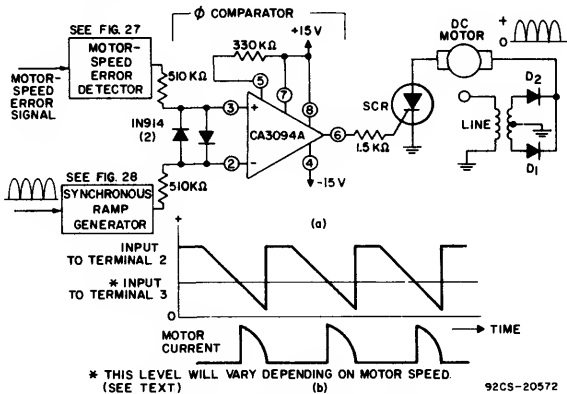 SEE FIG. 27
MOTOR-
SPEED ERROR
DETECTOR
MOTOR-
SPEED ERROR
SIGNAL
SEE FIG. 28
SYNCHRONOUS
RAMP
GENERATOR
510 KΩ
510KΩ
IN914
(2)
ϕ COMPARATOR
330 KΩ
+15 V
5
7
8
3
+
2
-
CA3094A
6
4
-15 V
1.5 KΩ
SCR
DC
MOTOR
+
0
D2
LINE
D1
(a)
+
INPUT
TO TERMINAL 2
* INPUT
TO TERMINAL 3
0
TIME
MOTOR
CURRENT
* THIS LEVEL WILL VARY DEPENDING ON MOTOR SPEED.
(SEE TEXT)
(b)
92CS-20572